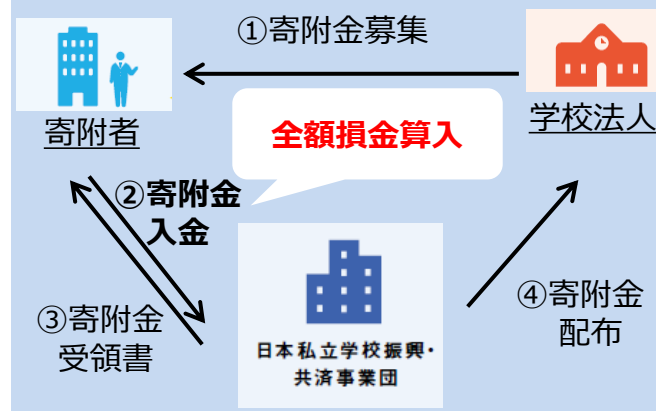 ①寄附金募集
寄附者
学校法人
全額損金算入
②寄附金
入金
③寄附金
受領書
日本私立学校振興・
共済事業団
④寄附金
配布